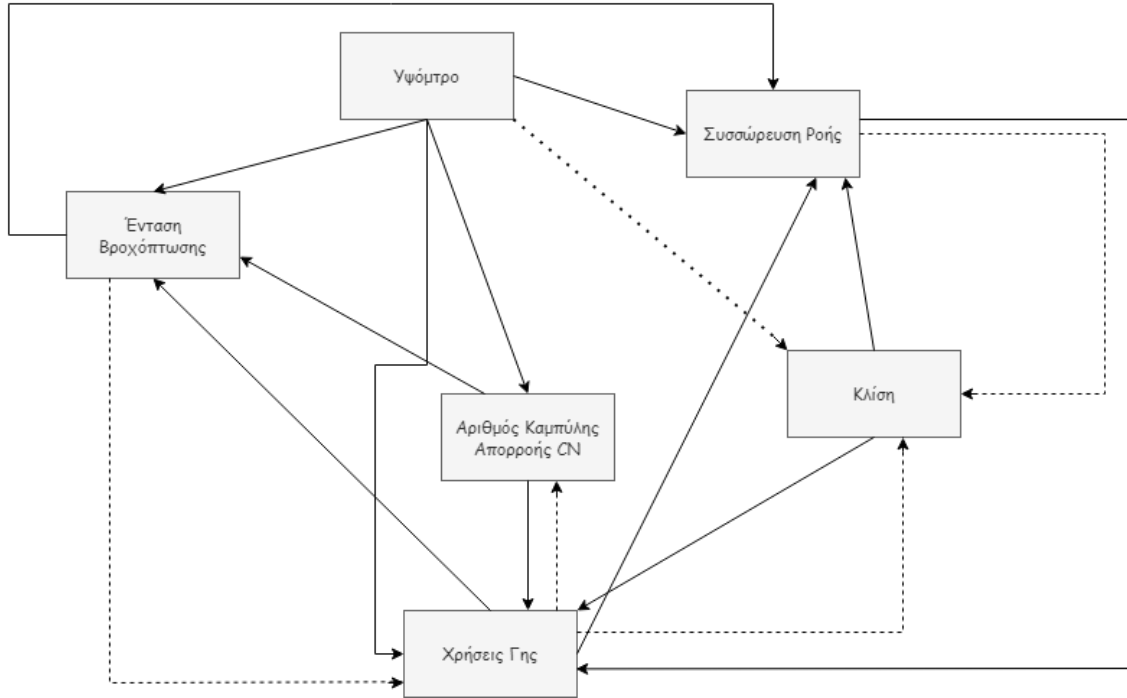 Υψόμτρο
Συσσώρευση Ροής
Ένταση
Βροχόπτωσης
Κλίση
Αριθμός Καμπύλης
Απορροής CN
Χρήσεις Γης